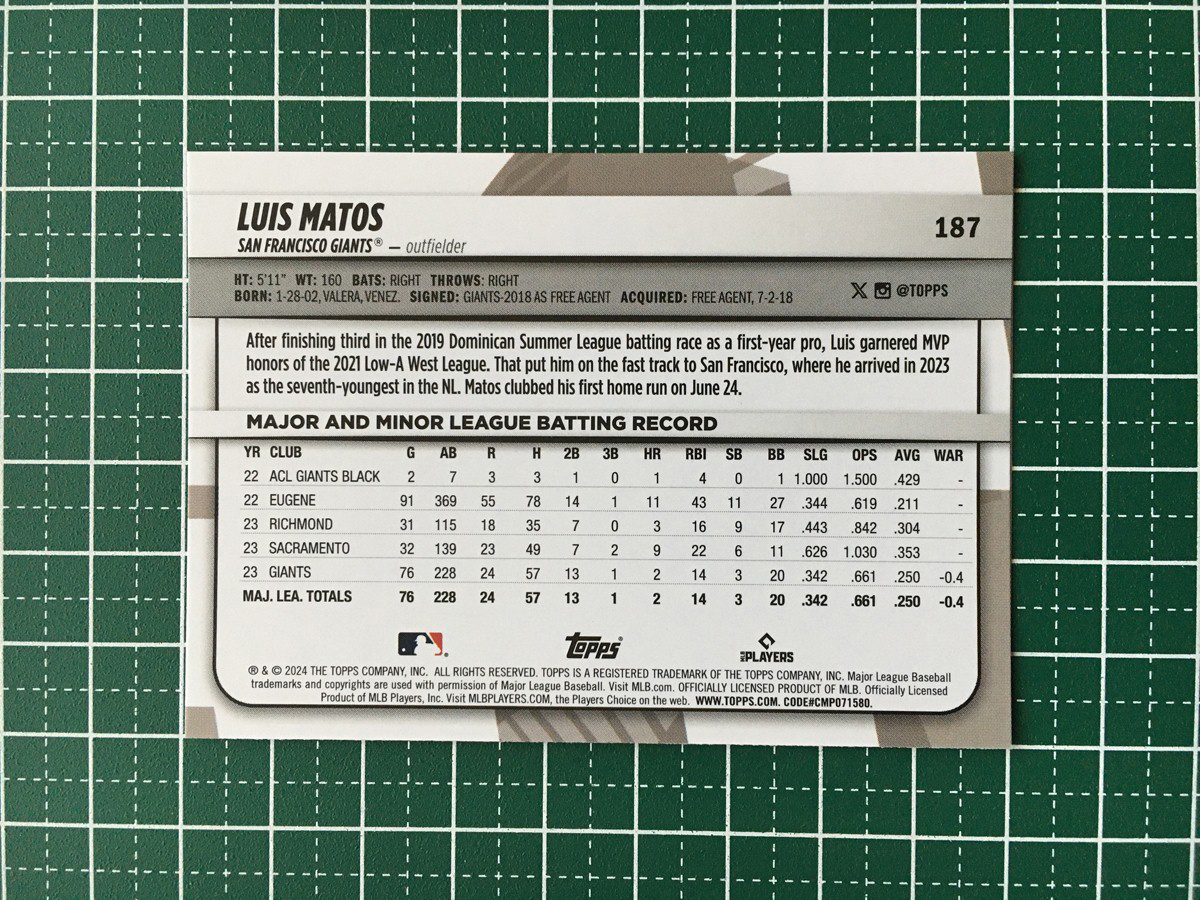 LUIS MATOS
187
SAN FRANCISCO GIANTS® — outfielder
HT: 5'11" WT: 160 BATS: RIGHT THROWS: RIGHT
BORN: 1-28-02, VALERA, VENEZ. SIGNED: GIANTS-2018 AS FREE AGENT ACQUIRED: FREE AGENT, 7-2-18
@TOPPS
After finishing third in the 2019 Dominican Summer League batting race as a first-year pro, Luis garnered MVP
honors of the 2021 Low-A West League. That put him on the fast track to San Francisco, where he arrived in 2023
as the seventh-youngest in the NL. Matos clubbed his first home run on June 24.
MAJOR AND MINOR LEAGUE BATTING RECORD
YR CLUB G AB R H 2B 3B HR RBI SB BB SLG OPS AVG WAR
22 ACL GIANTS BLACK 2 7 3 3 1 0 1 4 0 1 1.000 1.500 .429 -
22 EUGENE 91 369 55 78 14 1 11 43 11 27 .344 .619 .211 -
23 RICHMOND 31 115 18 35 7 0 3 16 9 17 .443 .842 .304 -
23 SACRAMENTO 32 139 23 49 7 2 9 22 6 11 .626 1.030 .353 -
23 GIANTS 76 228 24 57 13 1 2 14 3 20 .342 .661 .250 -0.4
MAJ. LEA. TOTALS 76 228 24 57 13 1 2 14 3 20 .342 .661 .250 -0.4
topps®
MLB PLAYERS
® & © 2024 THE TOPPS COMPANY, INC. ALL RIGHTS RESERVED. TOPPS IS A REGISTERED TRADEMARK OF THE TOPPS COMPANY, INC. Major League Baseball
trademarks and copyrights are used with permission of Major League Baseball. Visit MLB.com. OFFICIALLY LICENSED PRODUCT OF MLB. Officially Licensed
Product of MLB Players, Inc. Visit MLBPLAYERS.COM, the Players Choice on the web. WWW.TOPPS.COM. CODE#CMP071580.